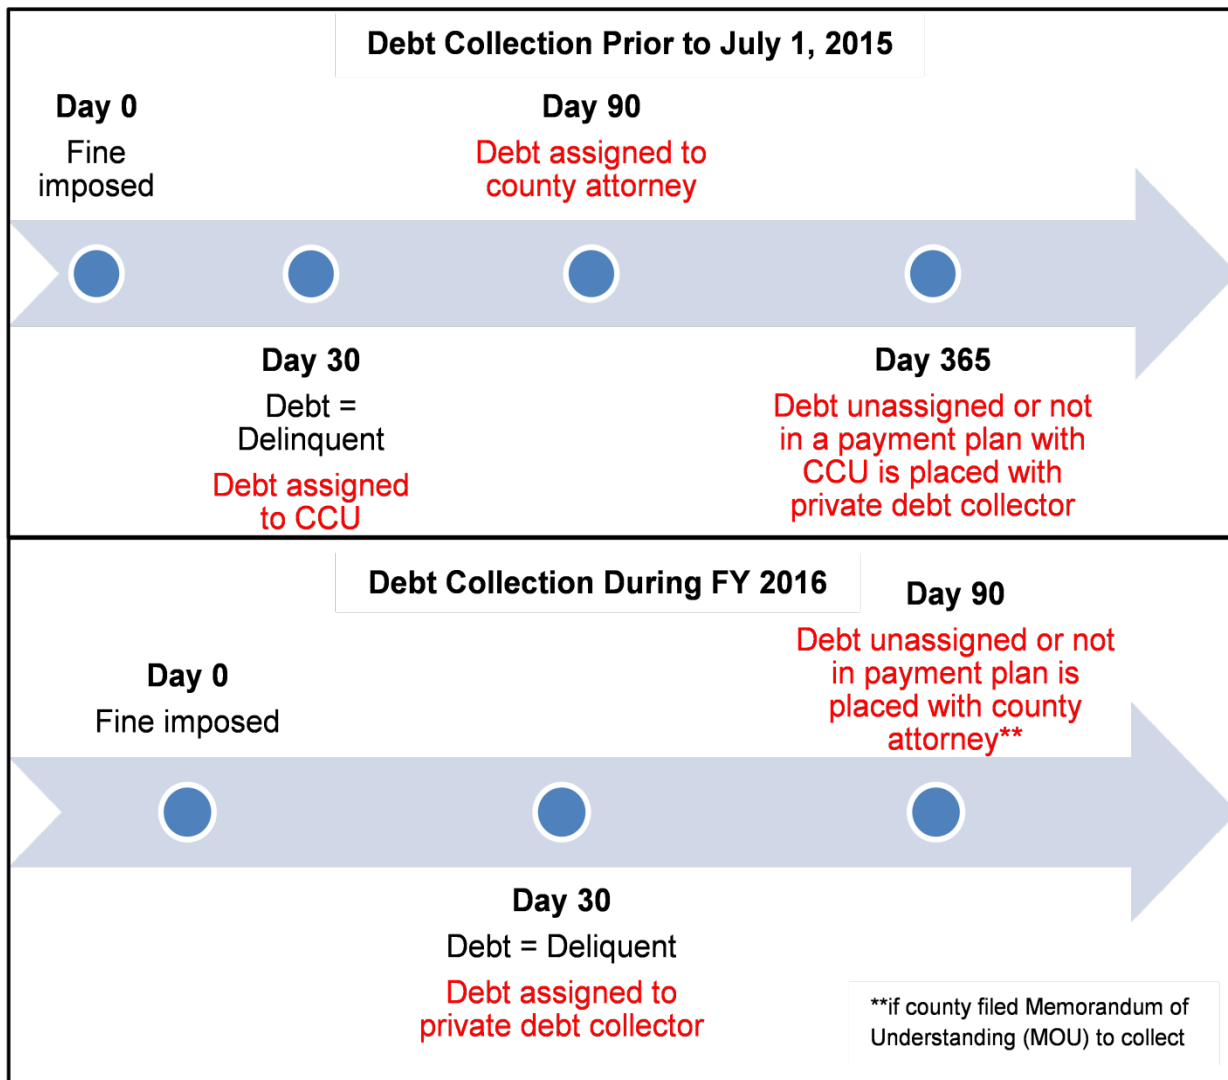 Debt Collection Prior to July 1, 2015
Day 0
Fine
imposed
Day 30
Debt =
Delinquent
Debt assigned
to CCU
Day 90
Debt assigned to
county attorney
Day 365
Debt unassigned or not
in a payment plan with
CCU is placed with
private debt collector
Debt Collection During FY 2016
Day 0
Fine imposed
Day 30
Debt = Deliquent
Debt assigned to
private debt collector
Day 90
Debt unassigned or not
in payment plan is
placed with county
attorney**
**if county filed Memorandum of
Understanding (MOU) to collect